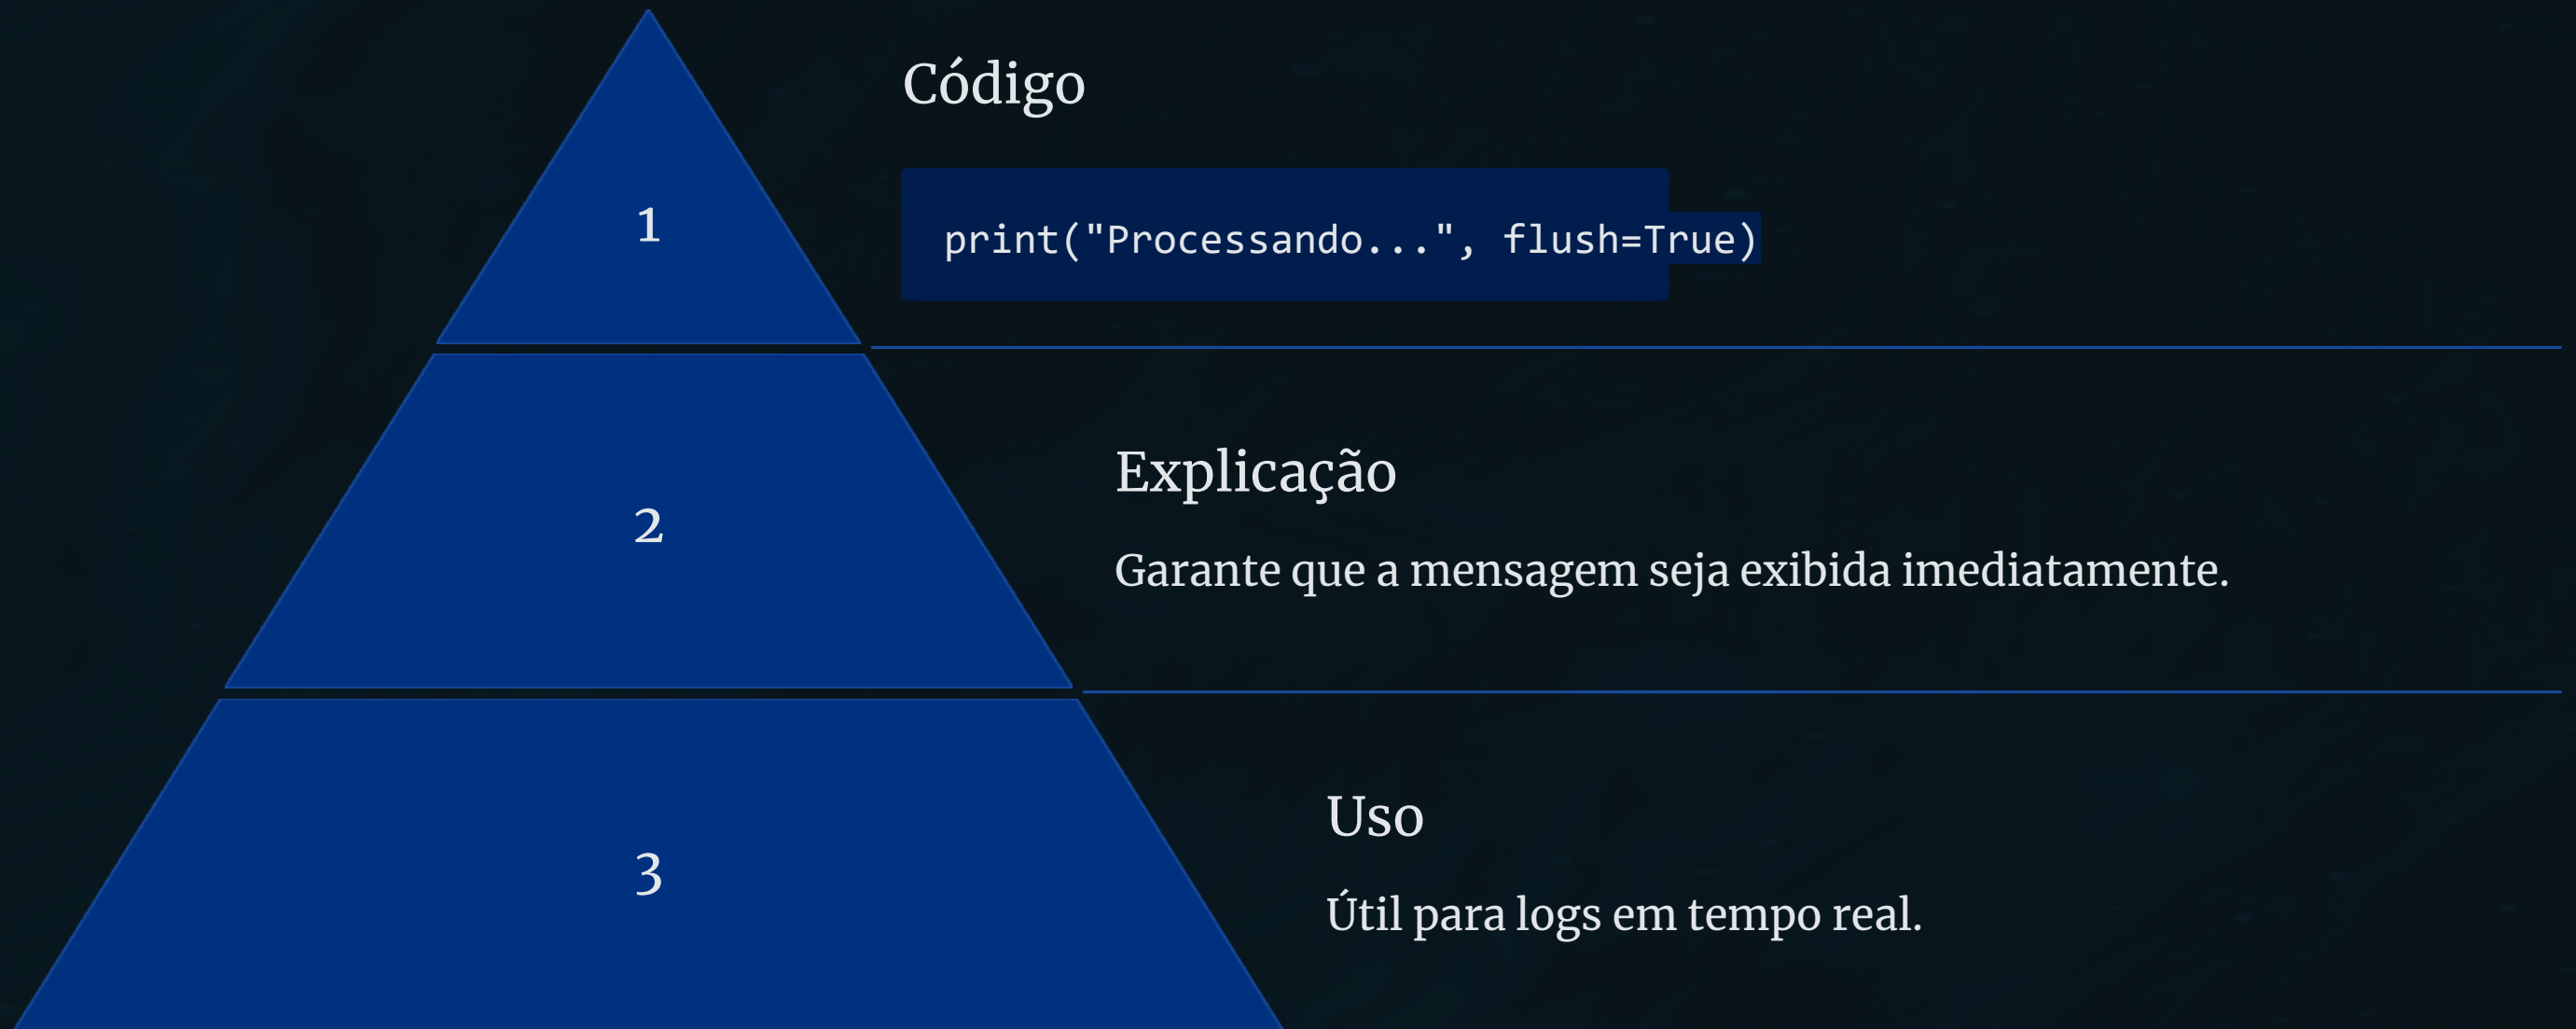 1
Código
print("Processando...", flush=True)
2
Explicação
Garante que a mensagem seja exibida imediatamente.
3
Uso
Útil para logs em tempo real.